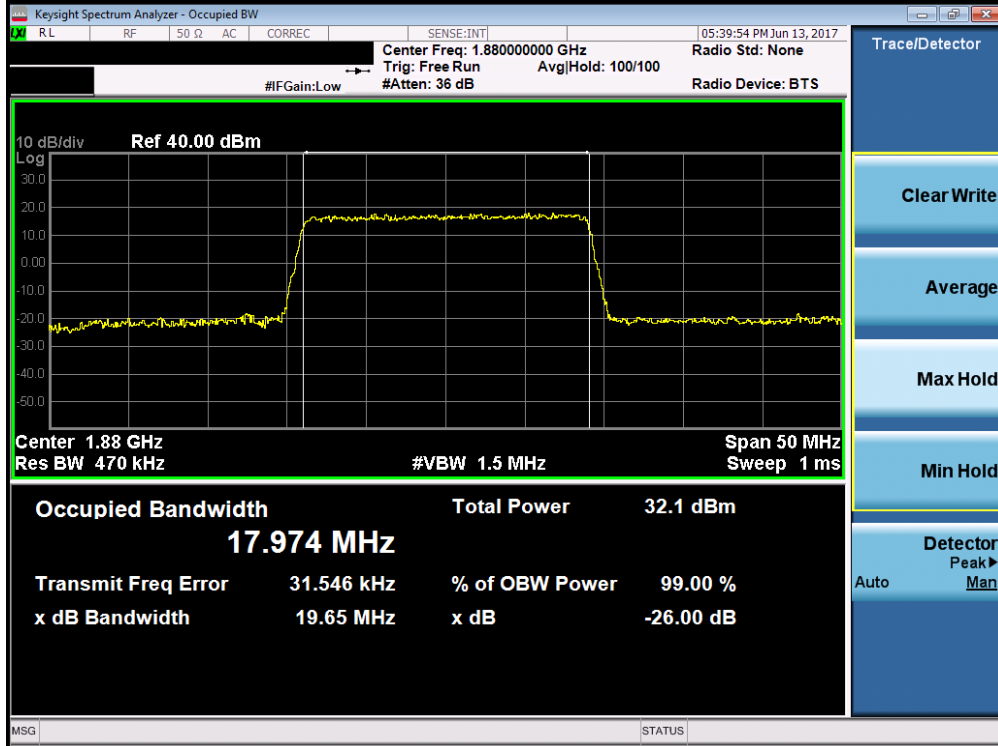 Keysight Spectrum Analyzer - Occupied BW
LXI RL RF 50 Ω AC CORREC SENSE:INT 05:39:54 PM Jun 13, 2017
Center Freq: 1.880000000 GHz Radio Std: None
Trig: Free Run Avg|Hold: 100/100
#IFGain:Low #Atten: 36 dB Radio Device: BTS
Trace/Detector
10 dB/div Ref 40.00 dBm
Log
30.0
20.0
10.0
0.00
-10.0
-20.0
-30.0
-40.0
-50.0
Center 1.88 GHz Span 50 MHz
Res BW 470 kHz #VBW 1.5 MHz Sweep 1 ms
Occupied Bandwidth Total Power 32.1 dBm
17.974 MHz
Transmit Freq Error 31.546 kHz % of OBW Power 99.00 %
x dB Bandwidth 19.65 MHz x dB -26.00 dB
Clear Write
Average
Max Hold
Min Hold
Detector
Peak▶
Auto Man
MSG STATUS